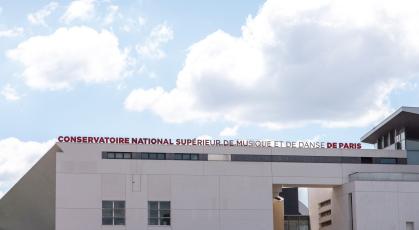 CONSERVATOIRE NATIONAL SUPÉRIEUR DE MUSIQUE ET DE DANSE DE PARIS